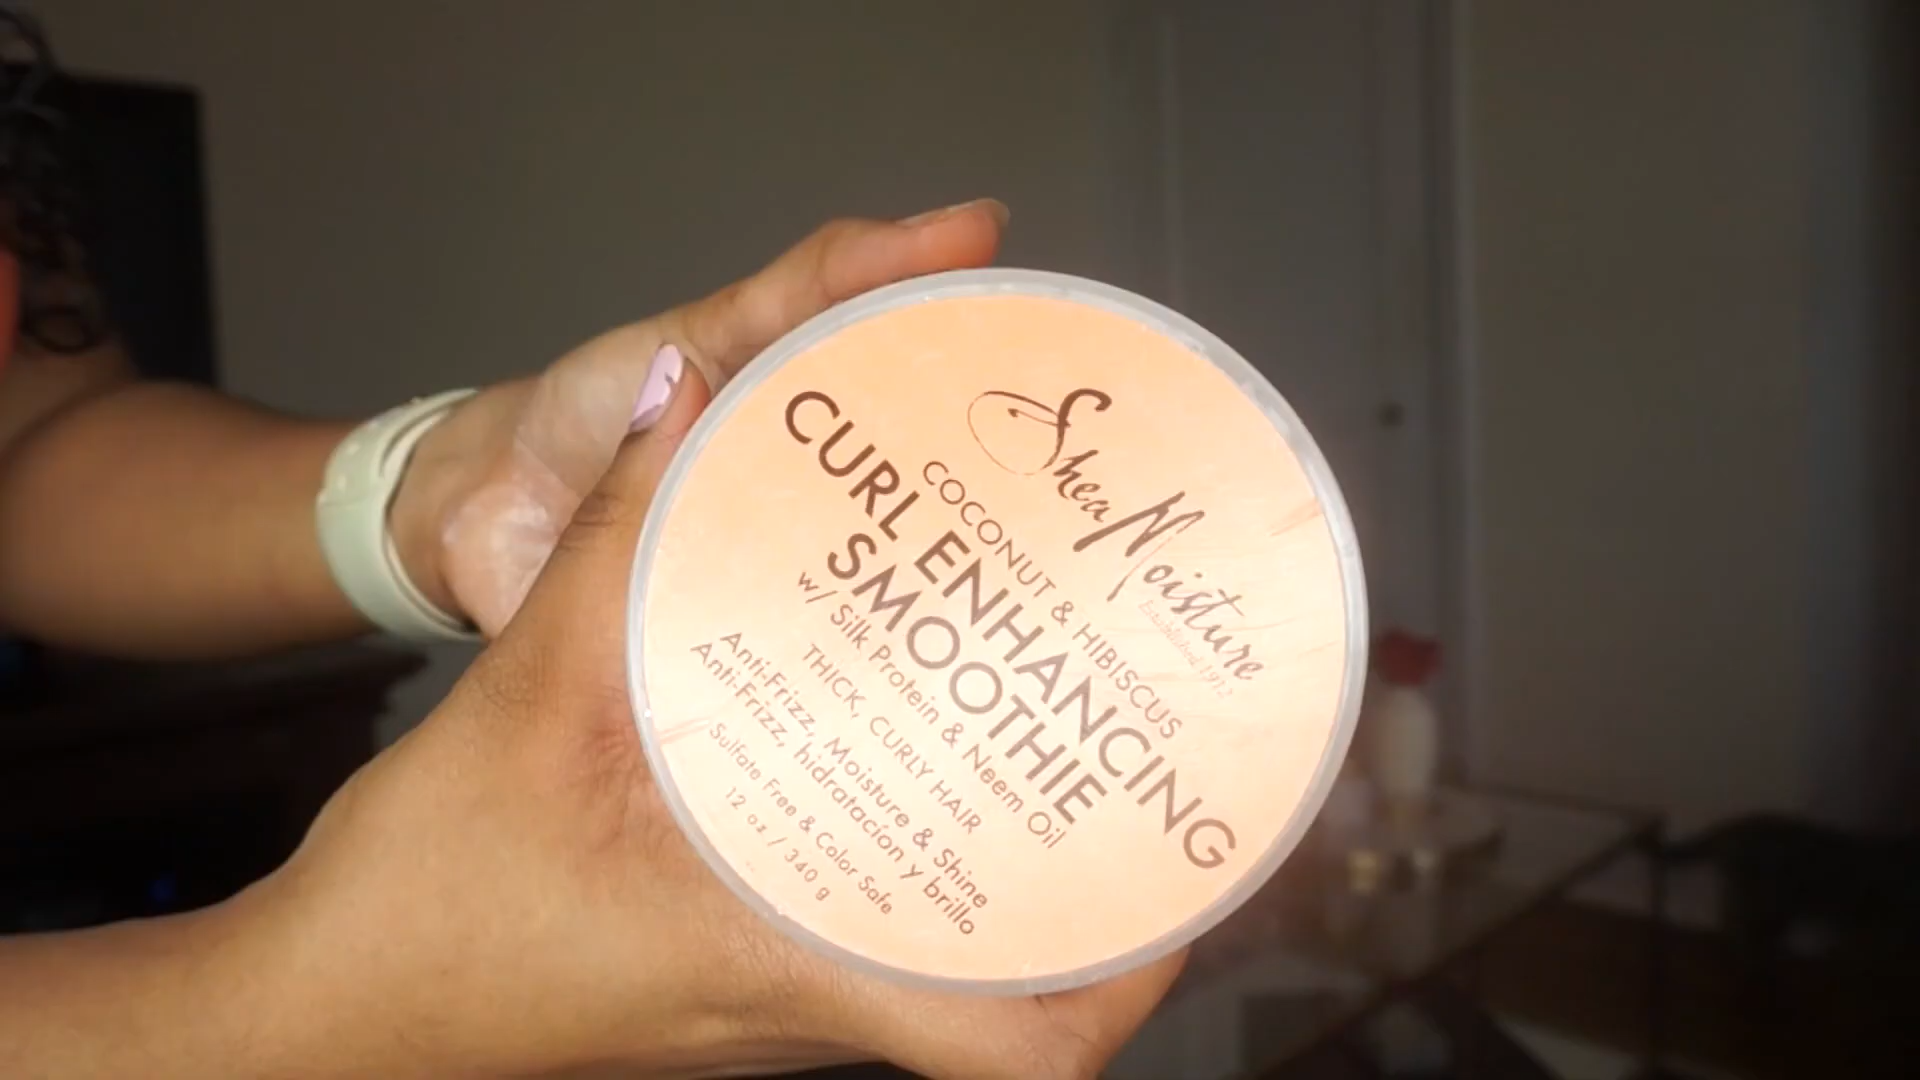 SheaMoisture
Established 1912
COCONUT & HIBISCUS
CURL ENHANCING
SMOOTHIE
w/ Silk Protein & Neem Oil
THICK, CURLY HAIR
Anti-Frizz, Moisture & Shine
Anti-Frizz, hidratación y brillo
Sulfate Free & Color Safe
12 oz / 340 g